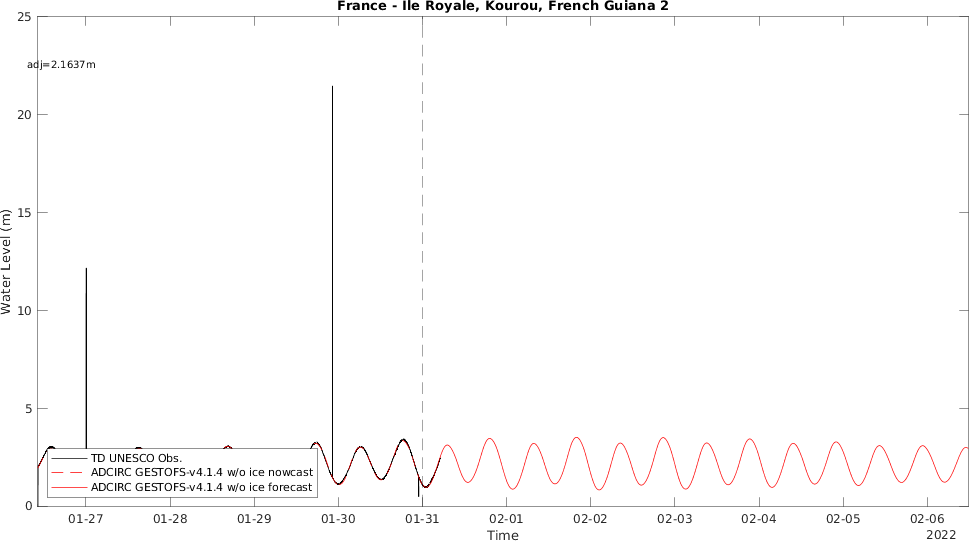 France - Ile Royale, Kourou, French Guiana 2
25
adj=2.1637m
20
15
Water Level (m)
10
5
TD UNESCO Obs.
ADCIRC GESTOFS-v4.1.4 w/o ice nowcast
ADCIRC GESTOFS-v4.1.4 w/o ice forecast
0
01-27 01-28 01-29 01-30 01-31 02-01 02-02 02-03 02-04 02-05 02-06
Time
2022